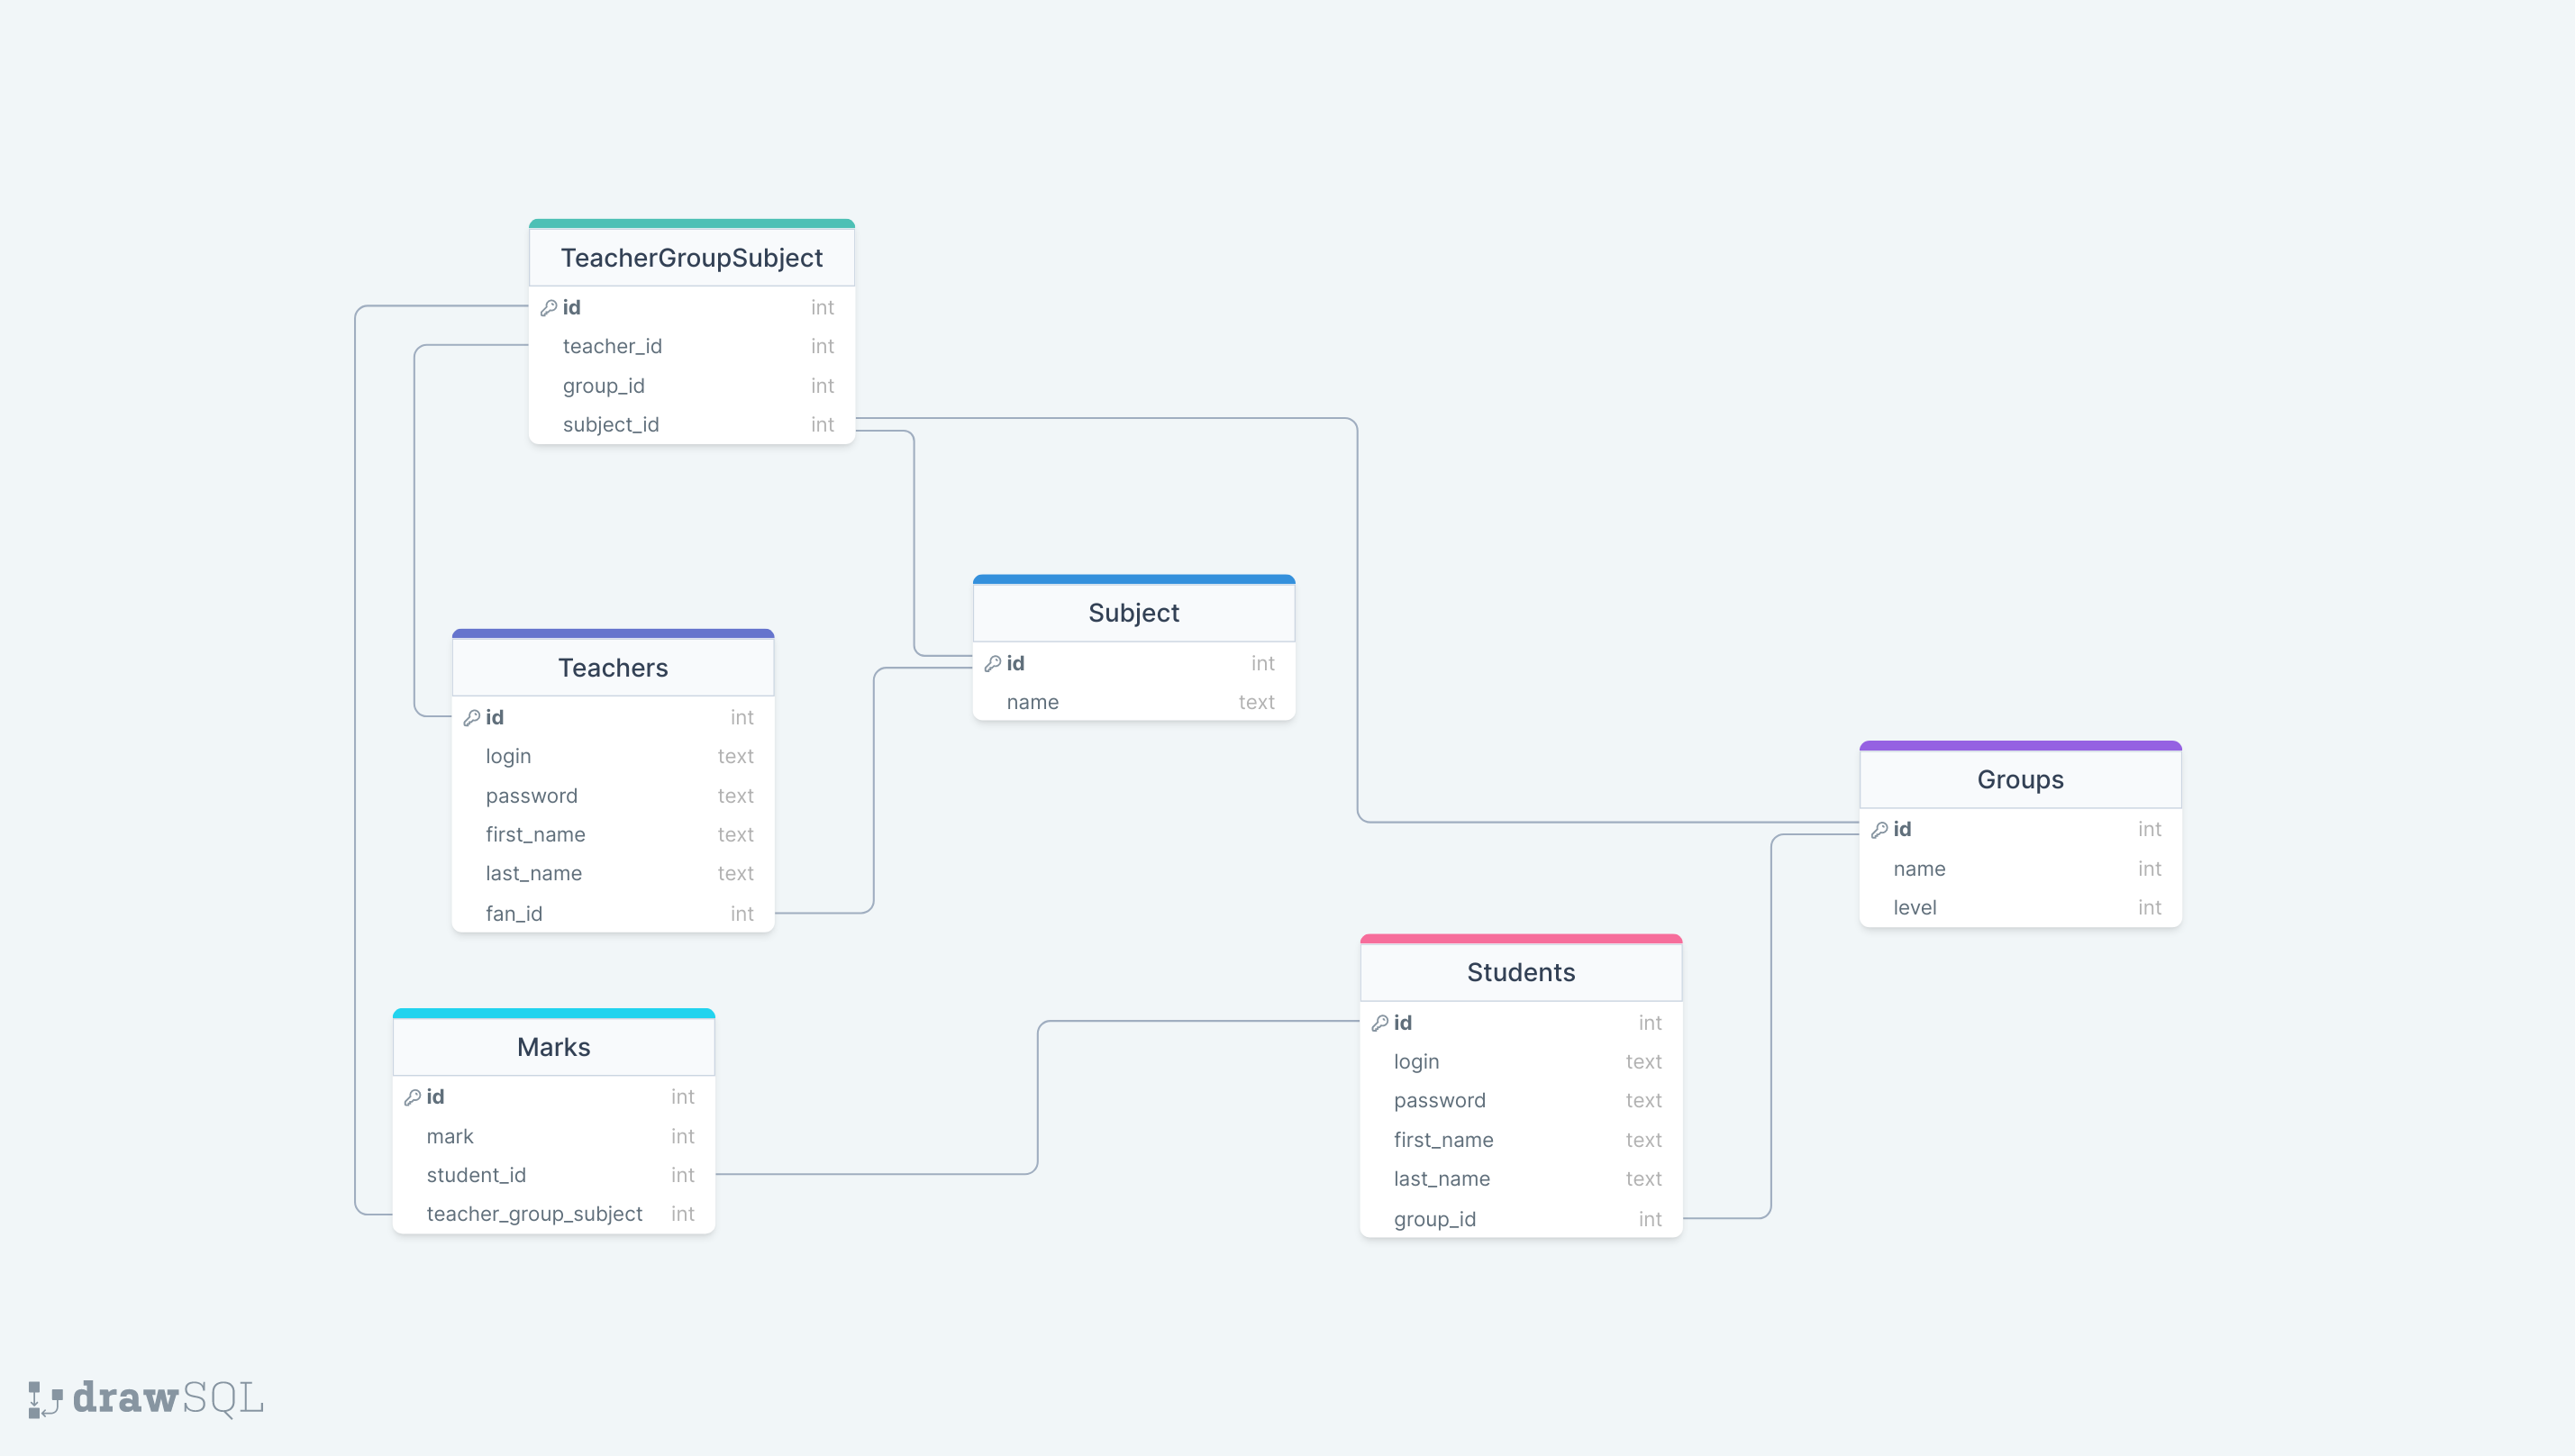 TeacherGroupSubject
id int
teacher_id int
group_id int
subject_id int
Subject
id int
name text
Teachers
id int
login text
password text
first_name text
last_name text
fan_id int
Groups
id int
name int
level int
Students
id int
login text
password text
first_name text
last_name text
group_id int
Marks
id int
mark int
student_id int
teacher_group_subject int
drawSQL